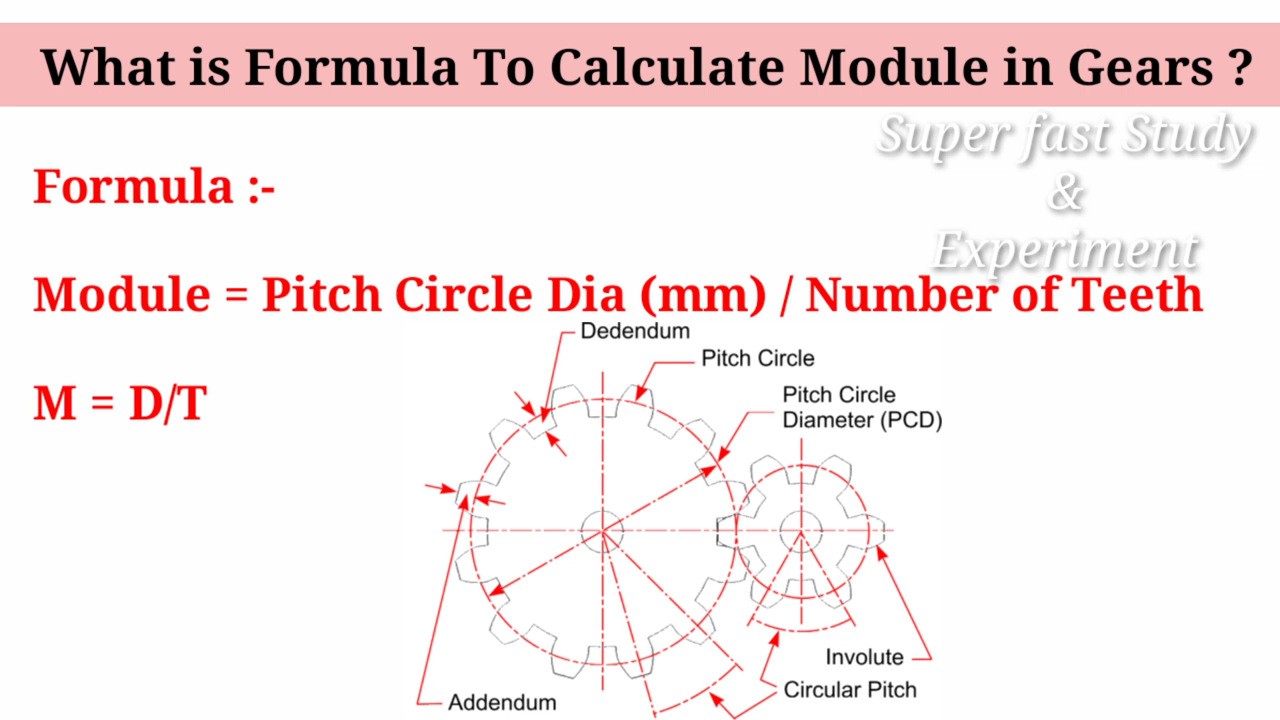 What is Formula To Calculate Module in Gears ?
Super fast Study
&
Experiment
Formula :-
Module = Pitch Circle Dia (mm) / Number of Teeth
M = D/T
Dedendum
Pitch Circle
Pitch Circle
Diameter (PCD)
Involute
Circular Pitch
Addendum